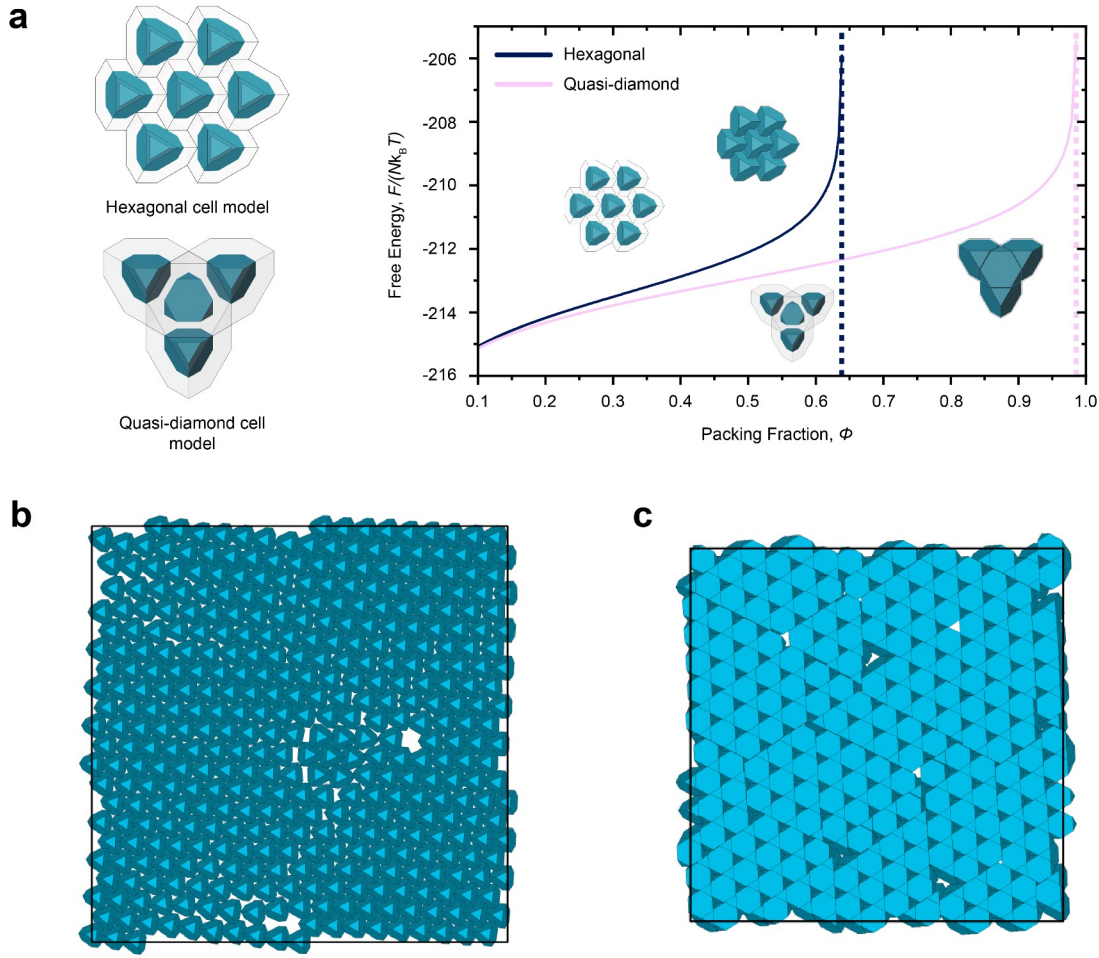 a
Hexagonal cell model
Quasi-diamond cell
model
Free Energy, F/(NkBT)
-206
-208
-210
-212
-214
-216
Hexagonal
Quasi-diamond
0.1 0.2 0.3 0.4 0.5 0.6 0.7 0.8 0.9 1.0
Packing Fraction, Φ
b
c